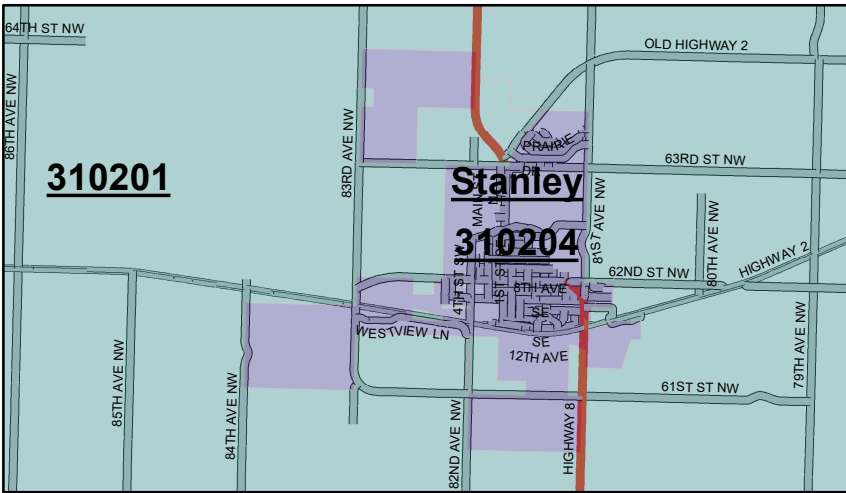 64TH ST NW
OLD HIGHWAY 2
86TH AVE NW
83RD AVE NW
PRAIRIE
DR
63RD ST NW
310201
Stanley
MAIN ST
81ST AVE NW
80TH AVE NW
310204
4TH ST SW
1ST ST SE
62ND ST NW
HIGHWAY 2
8TH AVE
SE
WESTVIEW LN
SE
12TH AVE
61ST ST NW
79TH AVE NW
85TH AVE NW
84TH AVE NW
82ND AVE NW
HIGHWAY 8